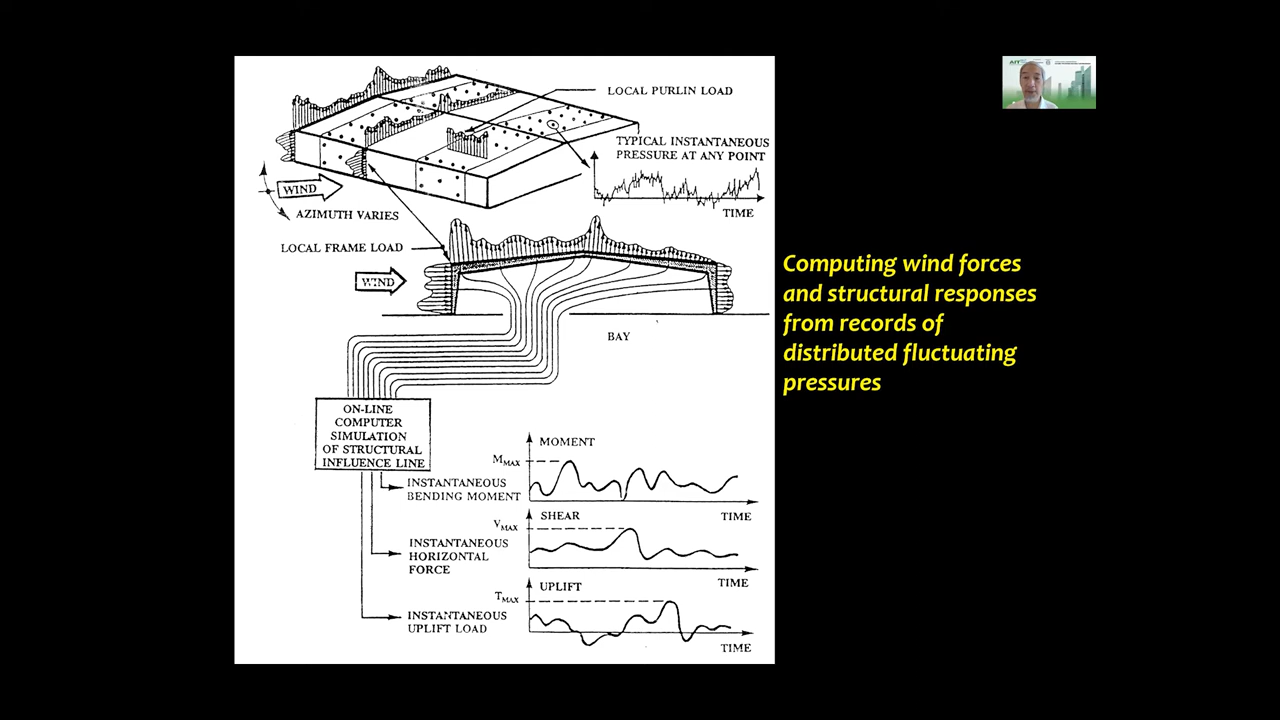 LOCAL PURLIN LOAD
TYPICAL INSTANTANEOUS
PRESSURE AT ANY POINT
TIME
WIND
AZIMUTH VARIES
LOCAL FRAME LOAD
WIND
BAY
ON-LINE
COMPUTER
SIMULATION
OF STRUCTURAL
INFLUENCE LINE
MOMENT
MMAX
INSTANTANEOUS
BENDING MOMENT
TIME
SHEAR
VMAX
INSTANTANEOUS
HORIZONTAL
FORCE
TIME
UPLIFT
TMAX
INSTANTANEOUS
UPLIFT LOAD
TIME
Computing wind forces
and structural responses
from records of
distributed fluctuating
pressures
AIT